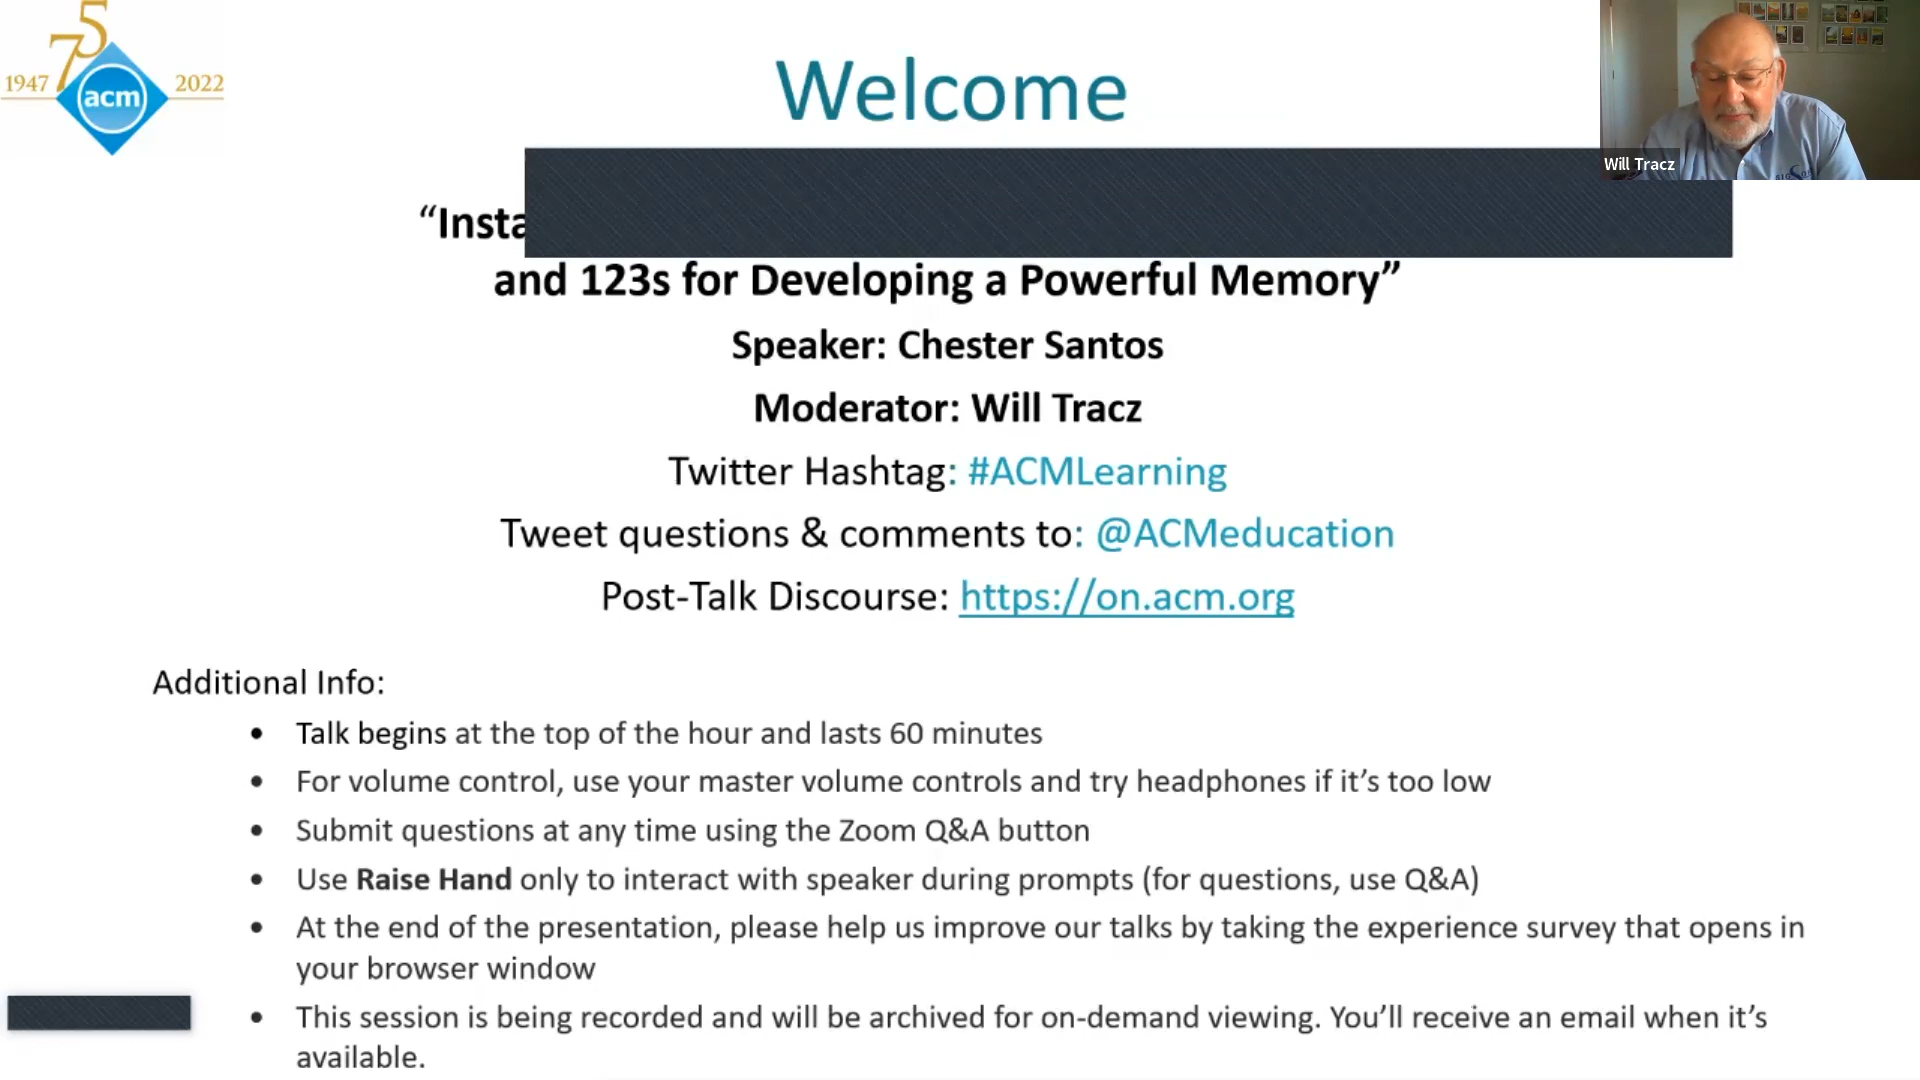 75
1947 acm 2022
Welcome
Will Tracz
“Insta
and 123s for Developing a Powerful Memory”
Speaker: Chester Santos
Moderator: Will Tracz
Twitter Hashtag: #ACMLearning
Tweet questions & comments to: @ACMeducation
Post-Talk Discourse: https://on.acm.org
Additional Info:
• Talk begins at the top of the hour and lasts 60 minutes
• For volume control, use your master volume controls and try headphones if it’s too low
• Submit questions at any time using the Zoom Q&A button
• Use Raise Hand only to interact with speaker during prompts (for questions, use Q&A)
• At the end of the presentation, please help us improve our talks by taking the experience survey that opens in
your browser window
• This session is being recorded and will be archived for on-demand viewing. You’ll receive an email when it’s
available.